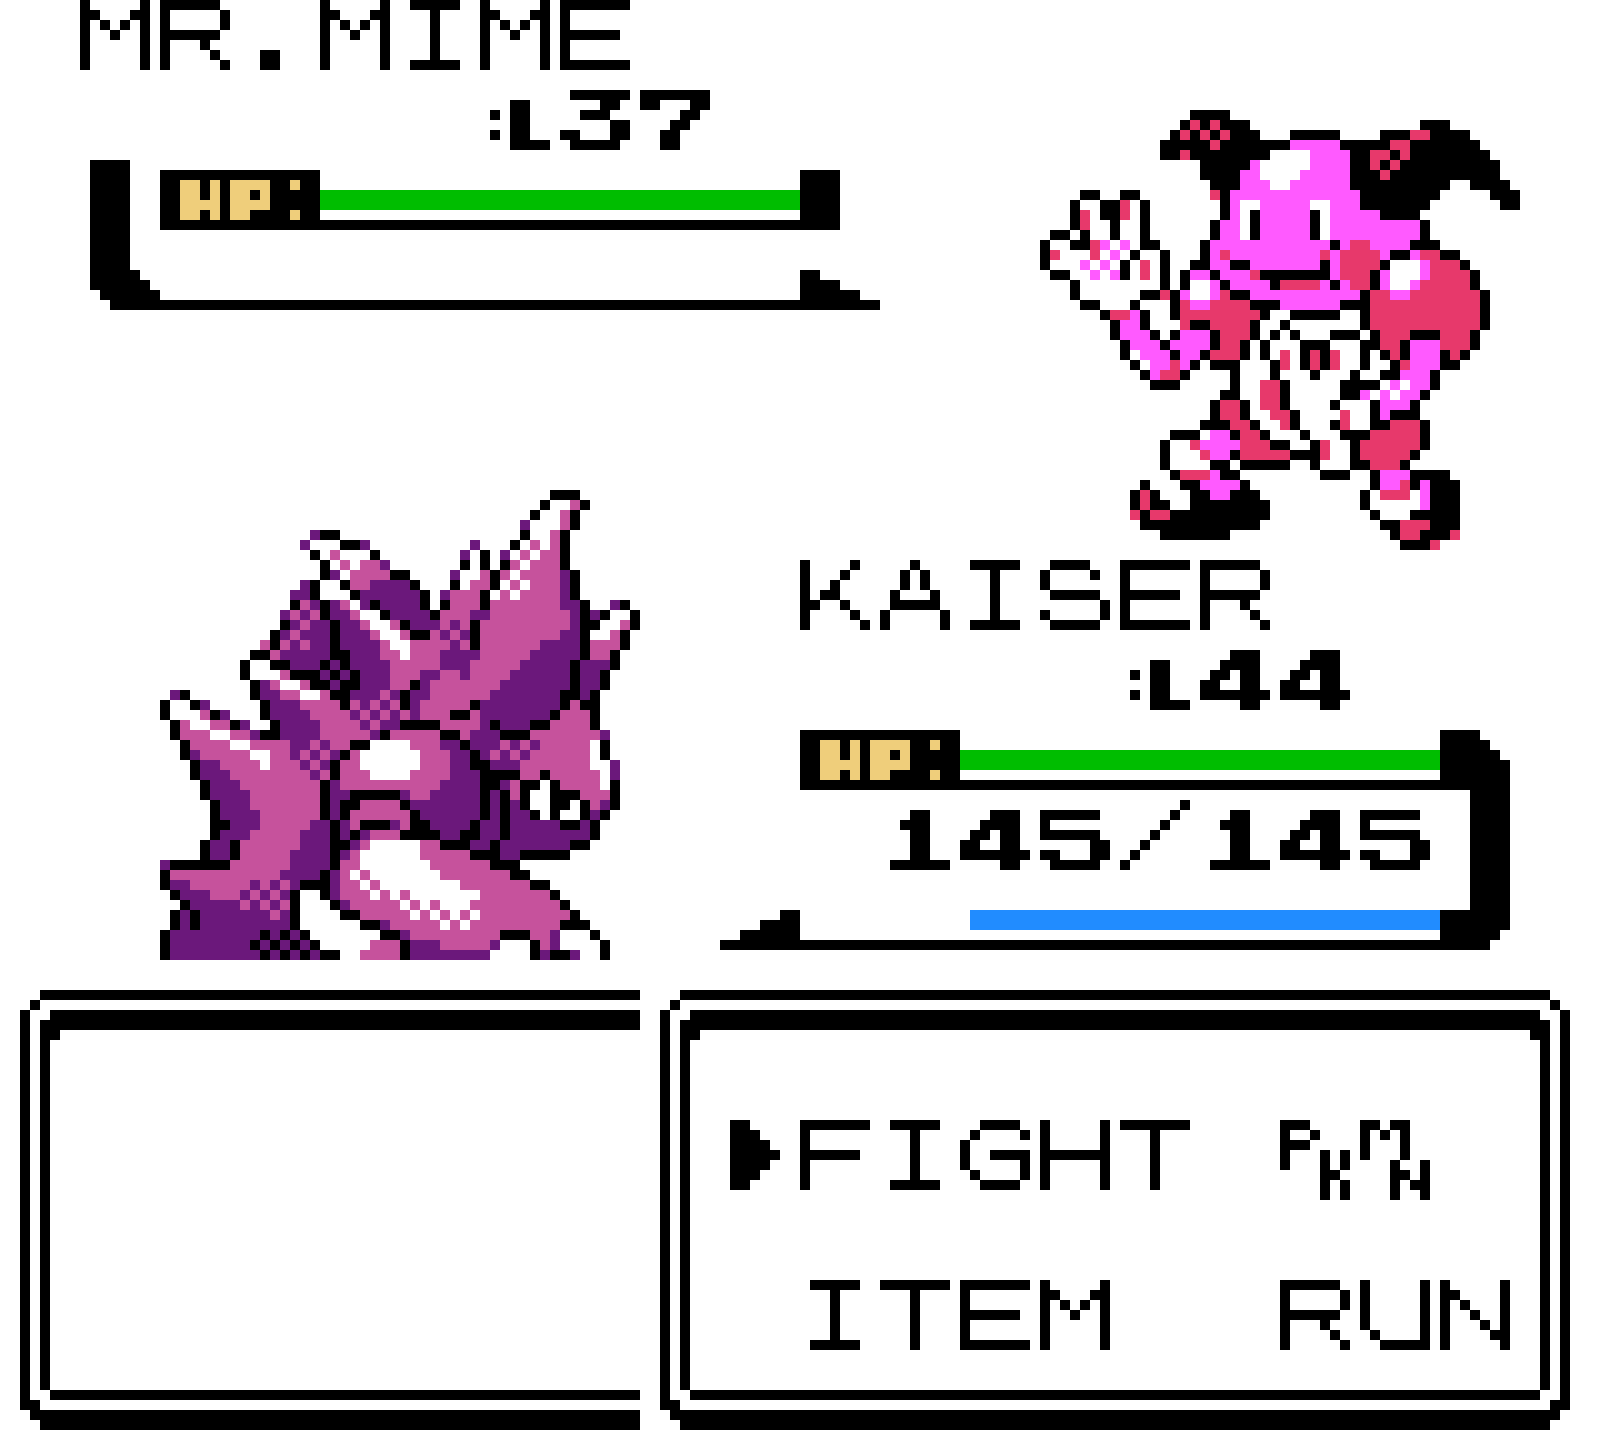 MR.MIME
:L37
HP:
KAISER
:L44
HP:
145/145
▶FIGHT PKMN
ITEM RUN